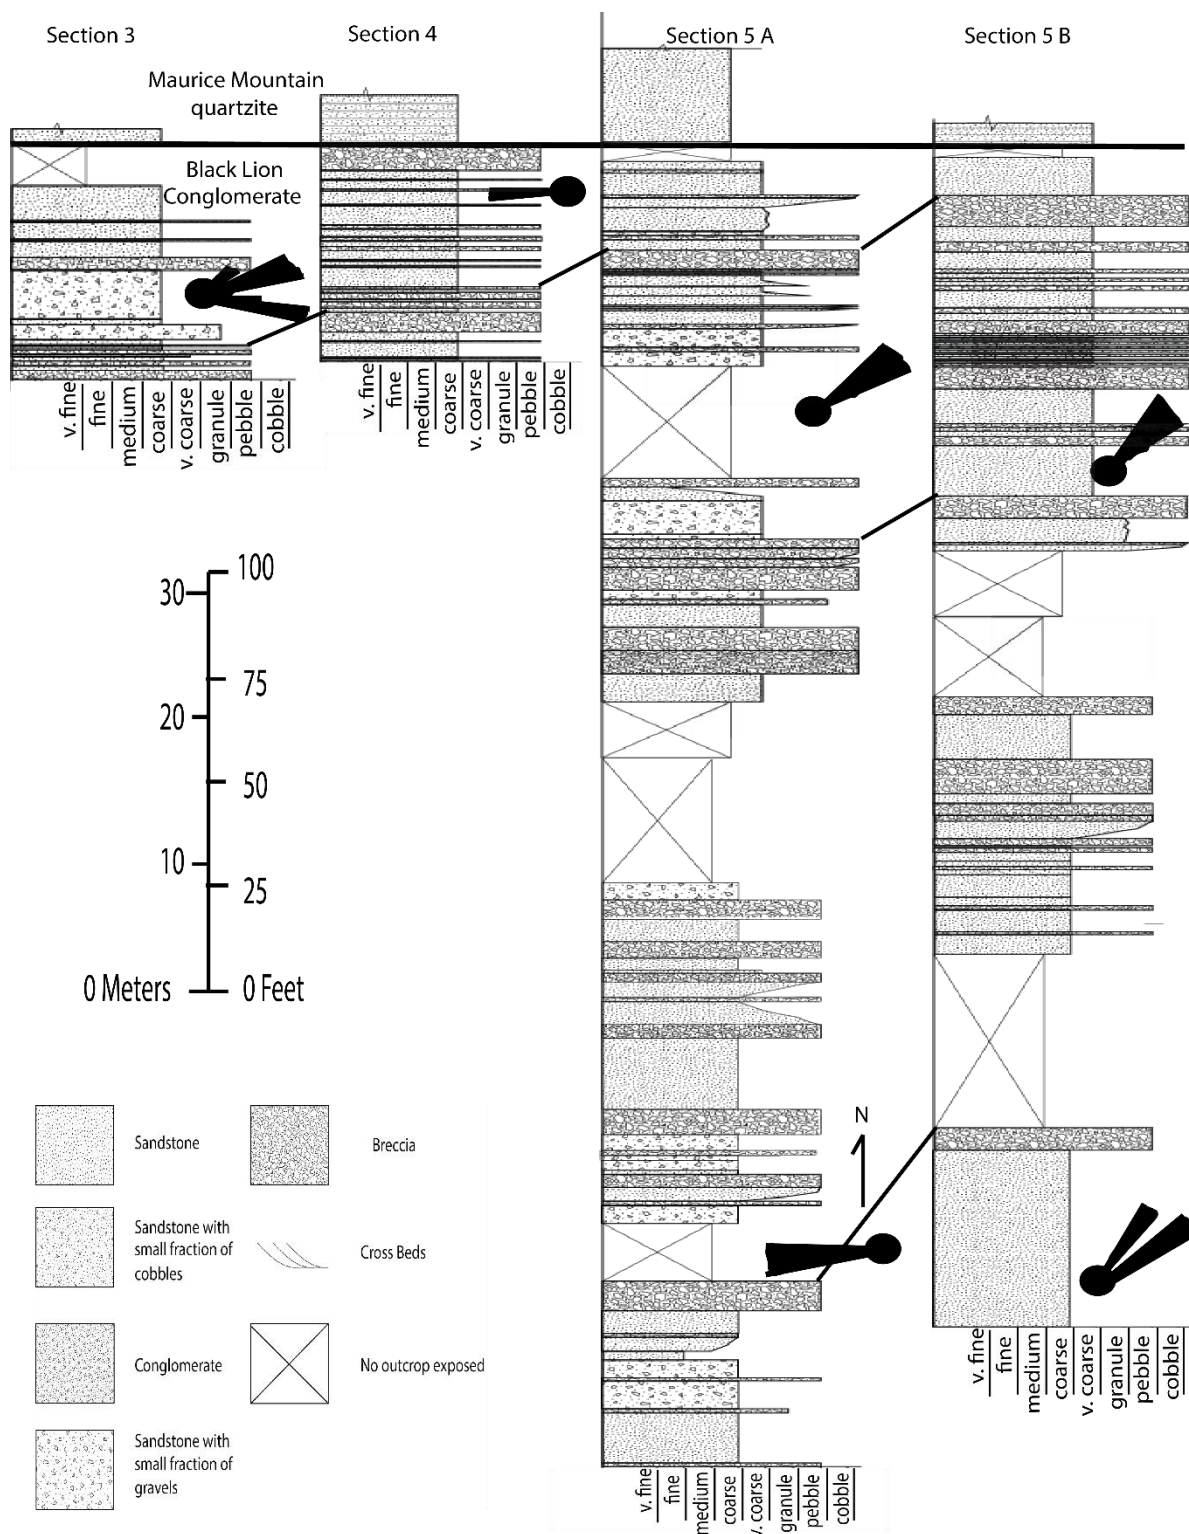 Section 3
Section 4
Section 5 A
Section 5 B
Maurice Mountain
quartzite
Black Lion
Conglomerate
v. fine
fine
medium
coarse
v. coarse
granule
pebble
cobble
v. fine
fine
medium
coarse
v. coarse
granule
pebble
cobble
30
100
75
20
50
10
25
0 Meters
0 Feet
N
Sandstone
Breccia
Sandstone with
small fraction of
cobbles
Cross Beds
Conglomerate
No outcrop exposed
Sandstone with
small fraction of
gravels
v. fine
fine
medium
coarse
v. coarse
granule
pebble
cobble
v. fine
fine
medium
coarse
v. coarse
granule
pebble
cobble